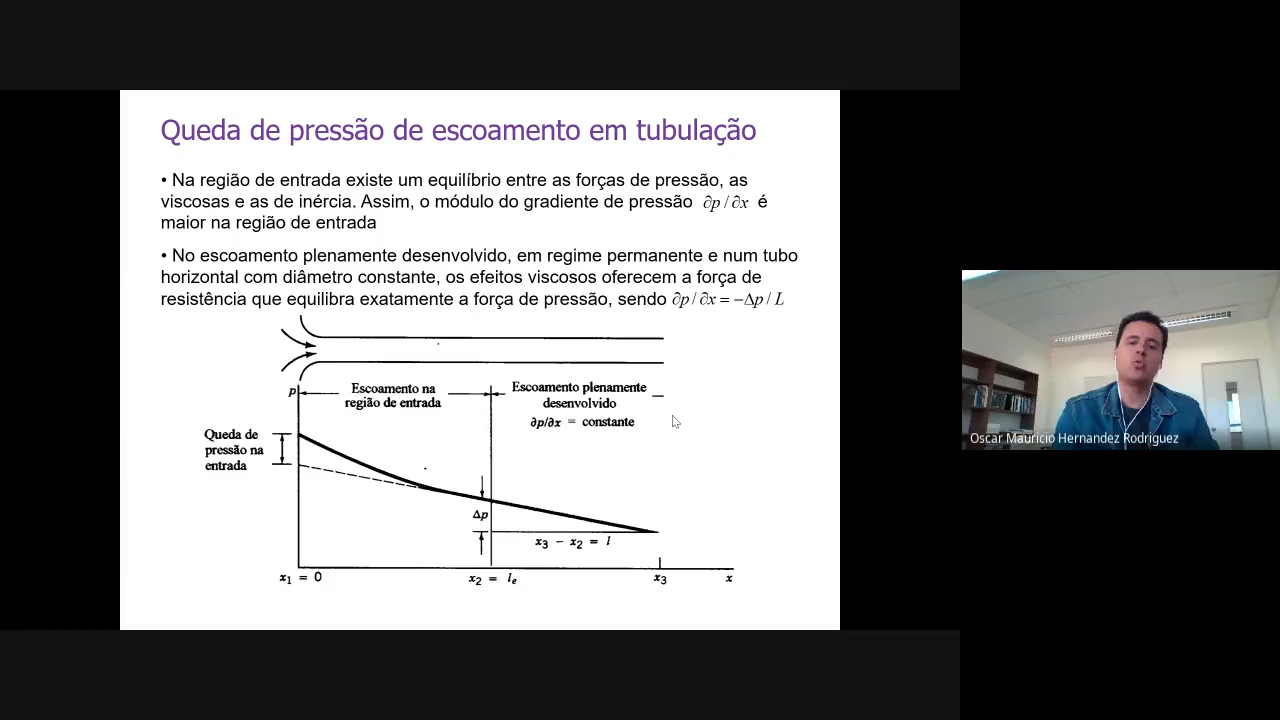 Queda de pressão de escoamento em tubulação
• Na região de entrada existe um equilíbrio entre as forças de pressão, as
viscosas e as de inércia. Assim, o módulo do gradiente de pressão ∂p / ∂x é
maior na região de entrada
• No escoamento plenamente desenvolvido, em regime permanente e num tubo
horizontal com diâmetro constante, os efeitos viscosos oferecem a força de
resistência que equilibra exatamente a força de pressão, sendo ∂p / ∂x = −Δp / L
p
Escoamento na
região de entrada
Escoamento plenamente
desenvolvido
∂p/∂x = constante
Queda de
pressão na
entrada
Δp
x₃ − x₂ = l
x₁ = 0
x₂ = lₑ
x₃
x
Oscar Mauricio Hernandez Rodriguez